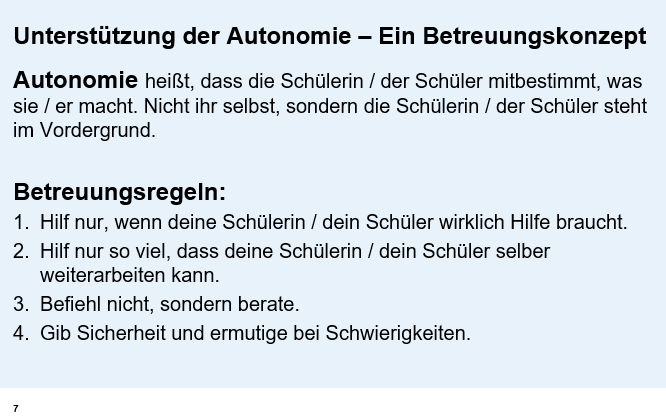 Unterstützung der Autonomie – Ein Betreuungskonzept
Autonomie heißt, dass die Schülerin / der Schüler mitbestimmt, was
sie / er macht. Nicht ihr selbst, sondern die Schülerin / der Schüler steht
im Vordergrund.
Betreuungsregeln:
1. Hilf nur, wenn deine Schülerin / dein Schüler wirklich Hilfe braucht.
2. Hilf nur so viel, dass deine Schülerin / dein Schüler selber
weiterarbeiten kann.
3. Befiehl nicht, sondern berate.
4. Gib Sicherheit und ermutige bei Schwierigkeiten.
7